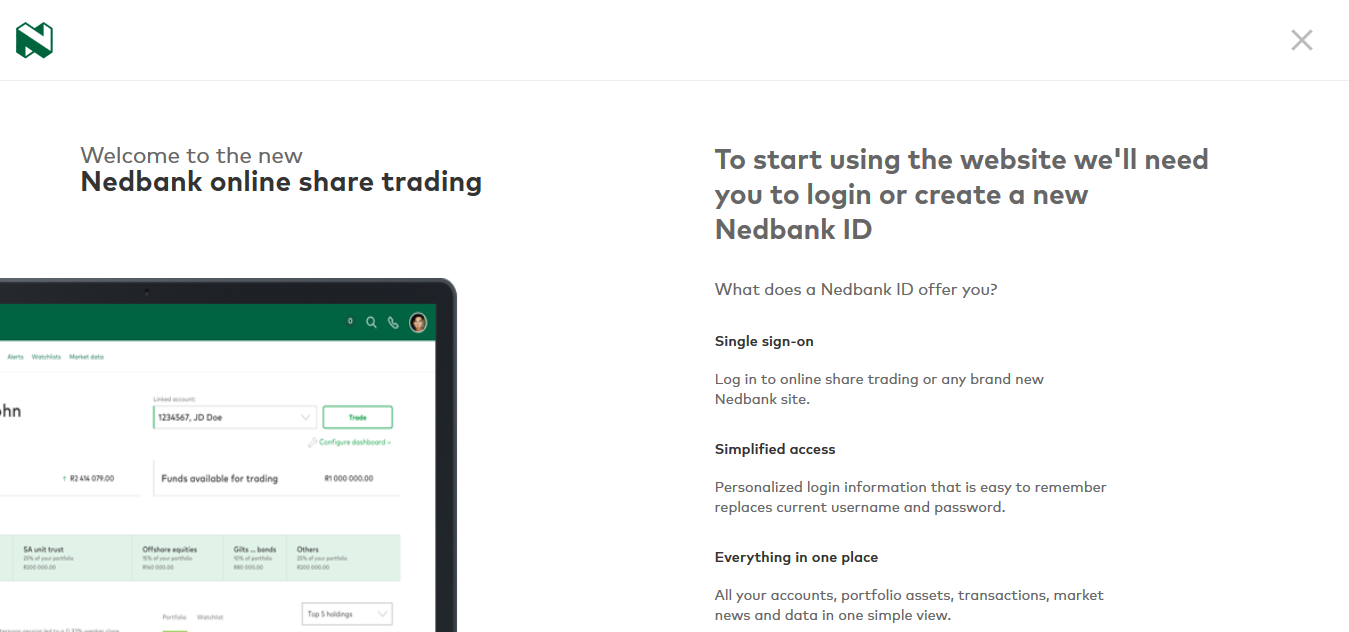 Welcome to the new
Nedbank online share trading
To start using the website we'll need
you to login or create a new
Nedbank ID
What does a Nedbank ID offer you?
Single sign-on
Log in to online share trading or any brand new
Nedbank site.
Simplified access
Personalized login information that is easy to remember
replaces current username and password.
Everything in one place
All your accounts, portfolio assets, transactions, market
news and data in one simple view.
0
Alerts Watchlists Market data
Linked account:
ohn
1234567, JD Doe
Trade
Configure dashboard
R2 414 079.00
Funds available for trading R1 000 000.00
SA unit trust Offshore equities Gilts ... bonds Others
25% of your portfolio 15% of your portfolio 10% of your portfolio 25% of your portfolio
R200 000.00 R160 000.00 R80 000.00 R200 000.00
Top 5 holdings
Portfolio Watchlist